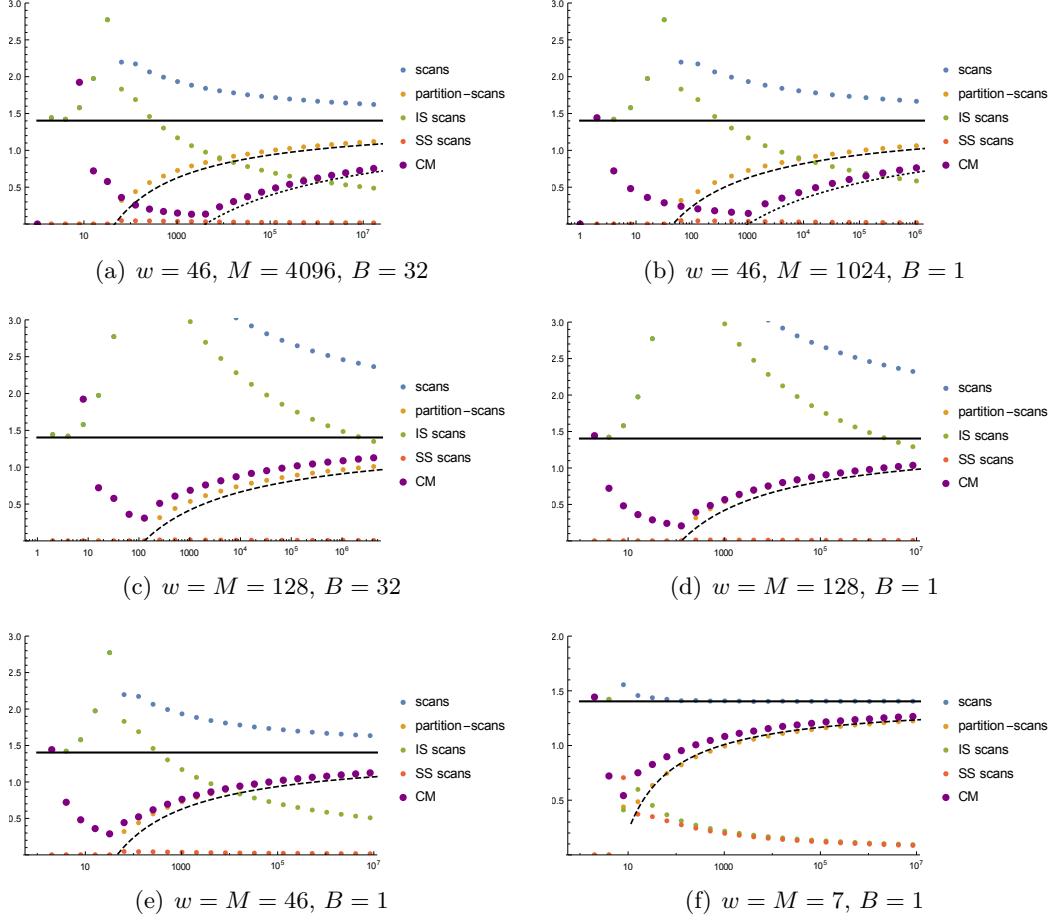 3.0
2.5
2.0
1.5
1.0
0.5
10
1000
10^5
10^7
scans
partition-scans
IS scans
SS scans
CM
(a) w = 46, M = 4096, B = 32
3.0
2.5
2.0
1.5
1.0
0.5
1
10
100
1000
10^4
10^5
10^6
scans
partition-scans
IS scans
SS scans
CM
(b) w = 46, M = 1024, B = 1
3.0
2.5
2.0
1.5
1.0
0.5
1
10
100
1000
10^4
10^5
10^6
scans
partition-scans
IS scans
SS scans
CM
(c) w = M = 128, B = 32
3.0
2.5
2.0
1.5
1.0
0.5
10
1000
10^5
10^7
scans
partition-scans
IS scans
SS scans
CM
(d) w = M = 128, B = 1
3.0
2.5
2.0
1.5
1.0
0.5
10
1000
10^5
10^7
scans
partition-scans
IS scans
SS scans
CM
(e) w = M = 46, B = 1
2.0
1.5
1.0
0.5
10
1000
10^5
10^7
scans
partition-scans
IS scans
SS scans
CM
(f) w = M = 7, B = 1